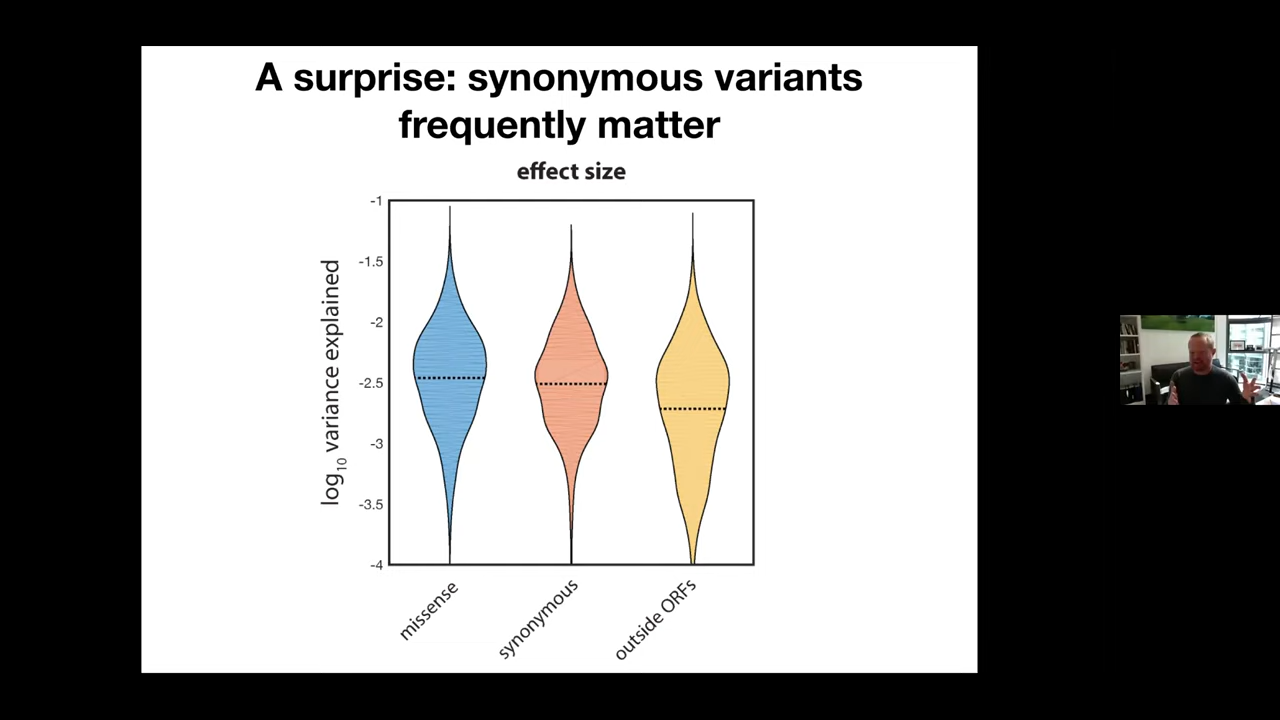 A surprise: synonymous variants
frequently matter
effect size
log10 variance explained
-1
-1.5
-2
-2.5
-3
-3.5
-4
missense
synonymous
outside ORFs